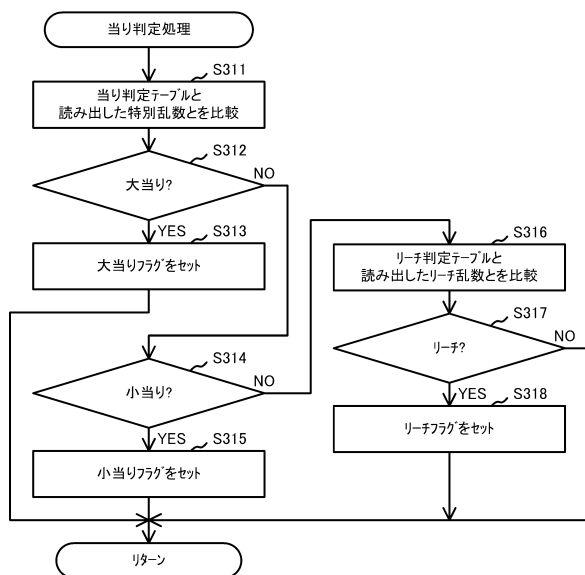 当り判定処理
S311
当り判定テーブルと
読み出した特別乱数とを比較
S312
大当り?
NO
YES
S313
大当りフラグをセット
S314
小当り?
NO
YES
S315
小当りフラグをセット
S316
リーチ判定テーブルと
読み出したリーチ乱数とを比較
S317
リーチ?
NO
YES
S318
リーチフラグをセット
リターン